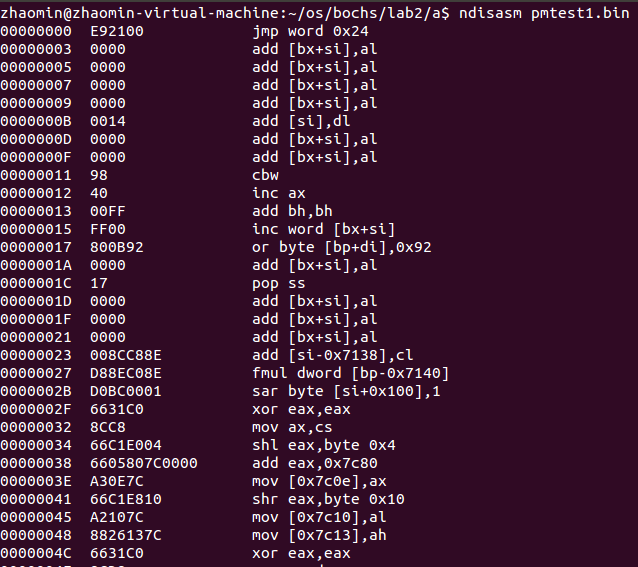 zhaomin@zhaomin-virtual-machine:~/os/bochs/lab2/a$ ndisasm pmtest1.bin
00000000 E92100 jmp word 0x24
00000003 0000 add [bx+si],al
00000005 0000 add [bx+si],al
00000007 0000 add [bx+si],al
00000009 0000 add [bx+si],al
0000000B 0014 add [si],dl
0000000D 0000 add [bx+si],al
0000000F 0000 add [bx+si],al
00000011 98 cbw
00000012 40 inc ax
00000013 00FF add bh,bh
00000015 FF00 inc word [bx+si]
00000017 800B92 or byte [bp+di],0x92
0000001A 0000 add [bx+si],al
0000001C 17 pop ss
0000001D 0000 add [bx+si],al
0000001F 0000 add [bx+si],al
00000021 0000 add [bx+si],al
00000023 008CC88E add [si-0x7138],cl
00000027 D88EC08E fmul dword [bp-0x7140]
0000002B D0BC0001 sar byte [si+0x100],1
0000002F 6631C0 xor eax,eax
00000032 8CC8 mov ax,cs
00000034 66C1E004 shl eax,byte 0x4
00000038 6605807C0000 add eax,0x7c80
0000003E A30E7C mov [0x7c0e],ax
00000041 66C1E810 shr eax,byte 0x10
00000045 A2107C mov [0x7c10],al
00000048 8826137C mov [0x7c13],ah
0000004C 6631C0 xor eax,eax